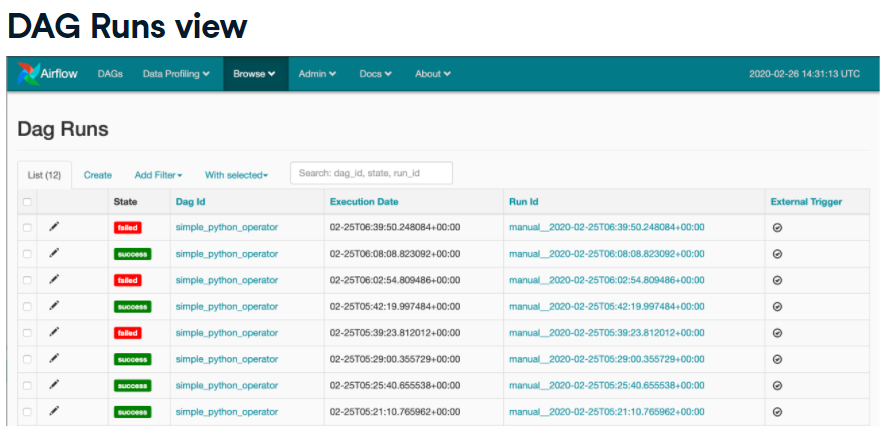 DAG Runs view
Airflow DAGs Data Profiling Browse Admin Docs About 2020-02-26 14:31:13 UTC
Dag Runs
List (12) Create Add Filter With selected Search: dag_id, state, run_id
State Dag Id Execution Date Run Id External Trigger
failed simple_python_operator 02-25T06:39:50.248084+00:00 manual__2020-02-25T06:39:50.248084+00:00
success simple_python_operator 02-25T06:08:08.823092+00:00 manual__2020-02-25T06:08:08.823092+00:00
failed simple_python_operator 02-25T06:02:54.809486+00:00 manual__2020-02-25T06:02:54.809486+00:00
success simple_python_operator 02-25T05:42:19.997484+00:00 manual__2020-02-25T05:42:19.997484+00:00
failed simple_python_operator 02-25T05:39:23.812012+00:00 manual__2020-02-25T05:39:23.812012+00:00
success simple_python_operator 02-25T05:29:00.355729+00:00 manual__2020-02-25T05:29:00.355729+00:00
success simple_python_operator 02-25T05:25:40.655538+00:00 manual__2020-02-25T05:25:40.655538+00:00
success simple_python_operator 02-25T05:21:10.765962+00:00 manual__2020-02-25T05:21:10.765962+00:00